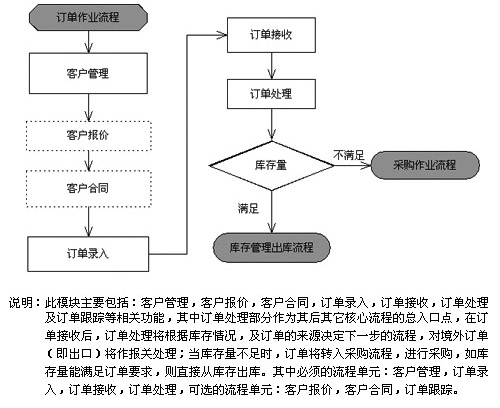 订单作业流程
客户管理
客户报价
客户合同
订单录入
订单接收
订单处理
库存量
不满足
采购作业流程
满足
库存管理出库流程
说明：此模块主要包括：客户管理，客户报价，客户合同，订单录入，订单接收，订单处理
及订单跟踪等相关功能，其中订单处理部分作为其后其它核心流程的总入口点，在订
单接收后，订单处理将根据库存情况，及订单的来源决定下一步的流程，对境外订单
（即出口）将作报关处理；当库存量不足时，订单将转入采购流程，进行采购，如库
存量能满足订单要求，则直接从库存出库。其中必须的流程单元：客户管理，订单录
入，订单接收，订单处理，可选的流程单元：客户报价，客户合同，订单跟踪。